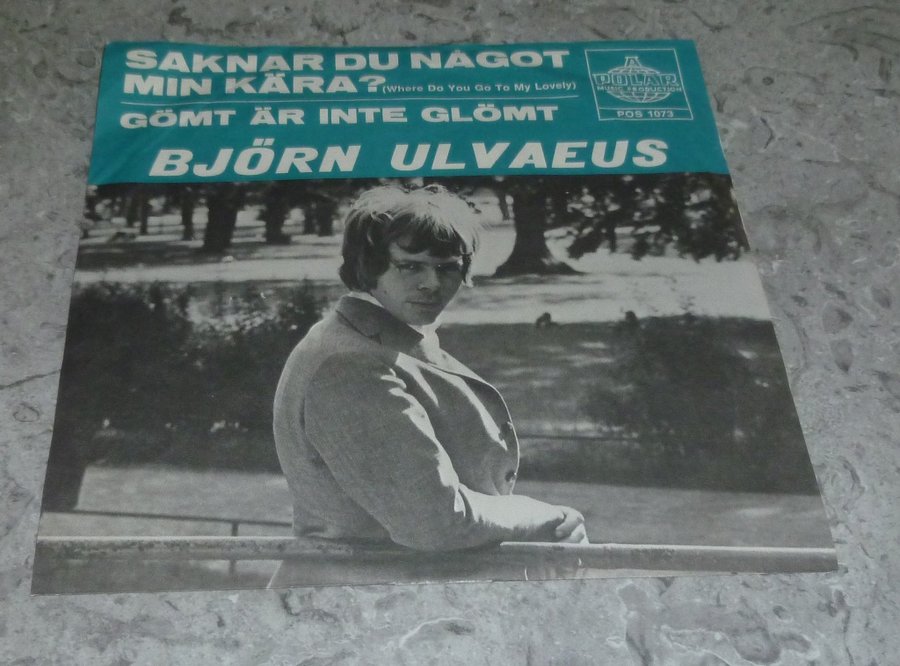 SAKNAR DU NÅGOT
MIN KÄRA? (Where Do You Go To My Lovely)
GÖMT ÄR INTE GLÖMT
BJÖRN ULVAEUS
POLAR
MUSIC PRODUCTION
POS 1073